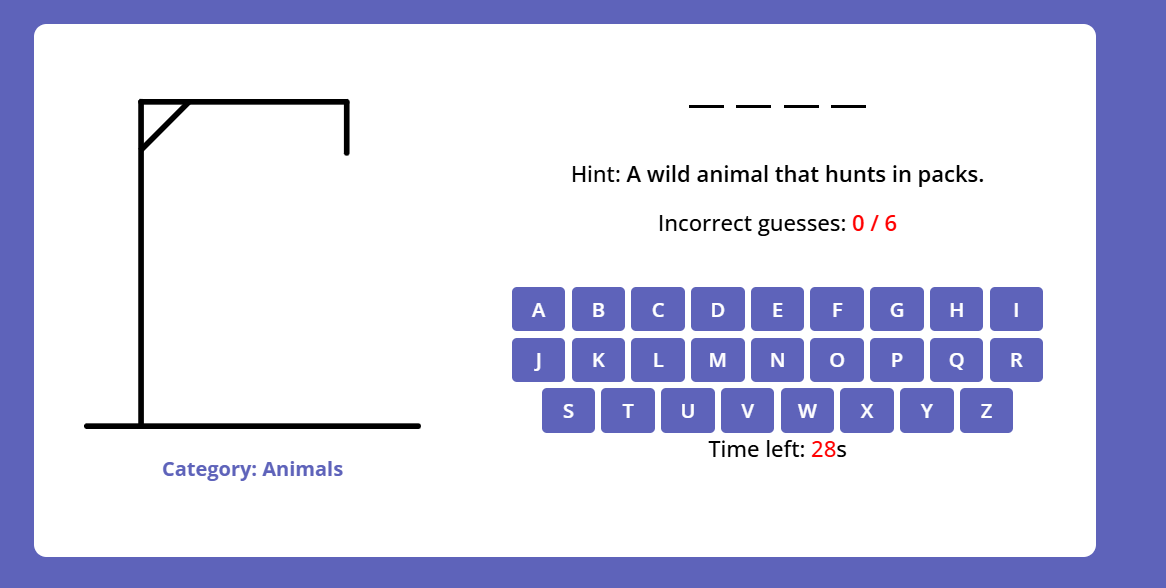 Hint: A wild animal that hunts in packs.
Incorrect guesses: 0 / 6
A B C D E F G H I
J K L M N O P Q R
S T U V W X Y Z
Time left: 28s
Category: Animals